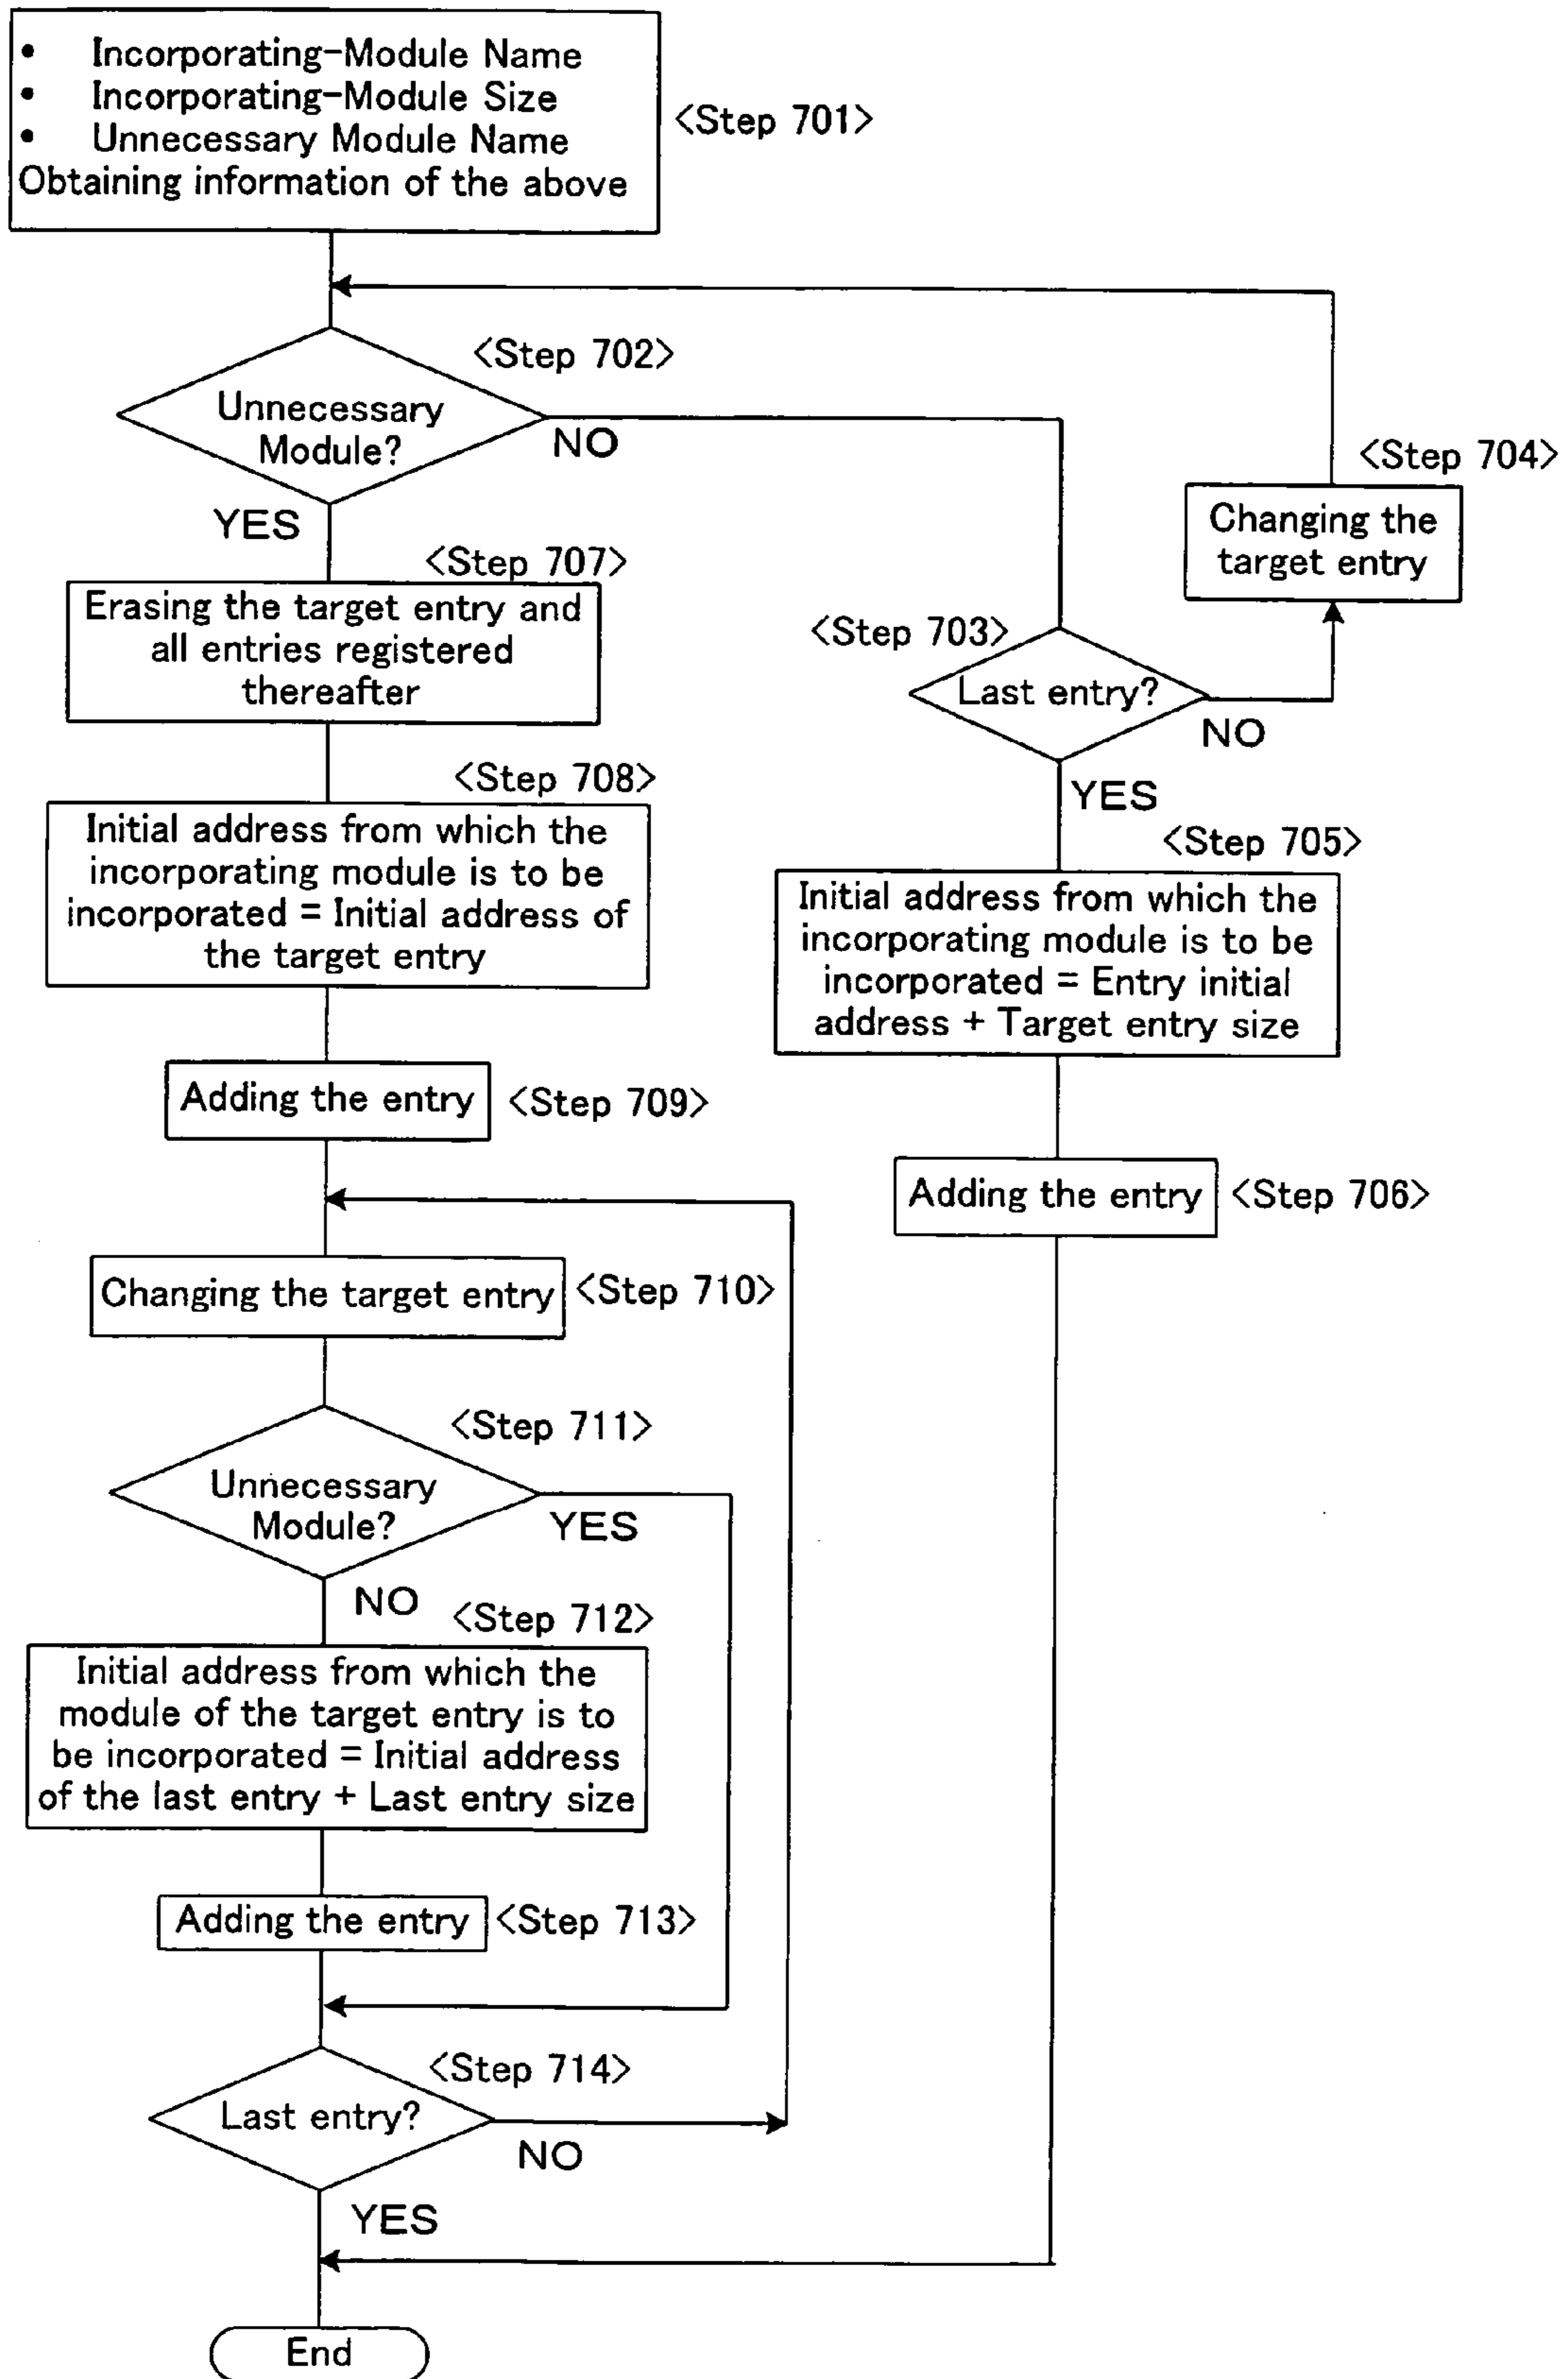 • Incorporating-Module Name
• Incorporating-Module Size
• Unnecessary Module Name
Obtaining information of the above
<Step 701>
<Step 702>
Unnecessary
Module?
NO
YES
<Step 704>
Changing the
target entry
<Step 707>
Erasing the target entry and
all entries registered
thereafter
<Step 703>
Last entry?
NO
YES
<Step 708>
Initial address from which the
incorporating module is to be
incorporated = Initial address of
the target entry
<Step 705>
Initial address from which the
incorporating module is to be
incorporated = Entry initial
address + Target entry size
Adding the entry <Step 709>
Adding the entry <Step 706>
Changing the target entry <Step 710>
<Step 711>
Unnecessary
Module?
YES
NO
<Step 712>
Initial address from which the
module of the target entry is to
be incorporated = Initial address
of the last entry + Last entry size
Adding the entry <Step 713>
<Step 714>
Last entry?
NO
YES
End